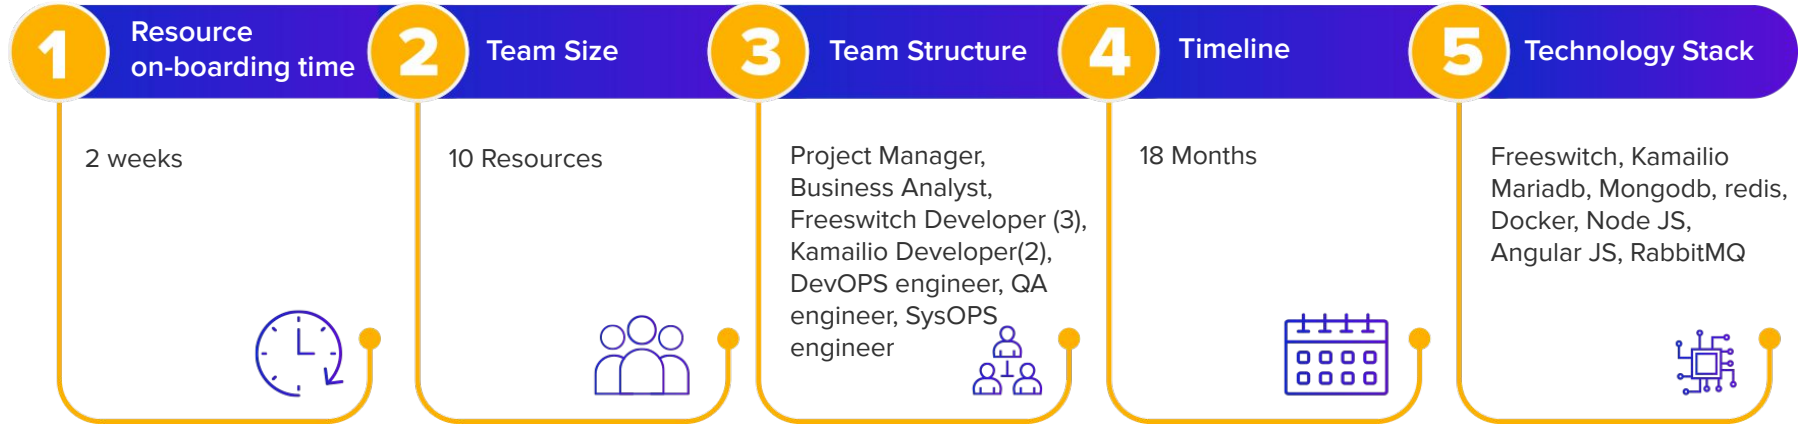 1
Resource
on-boarding time
2 weeks
2
Team Size
10 Resources
3
Team Structure
Project Manager,
Business Analyst,
Freeswitch Developer (3),
Kamailio Developer(2),
DevOPS engineer, QA
engineer, SysOPS
engineer
4
Timeline
18 Months
5
Technology Stack
Freeswitch, Kamailio
Mariadb, Mongodb, redis,
Docker, Node JS,
Angular JS, RabbitMQ